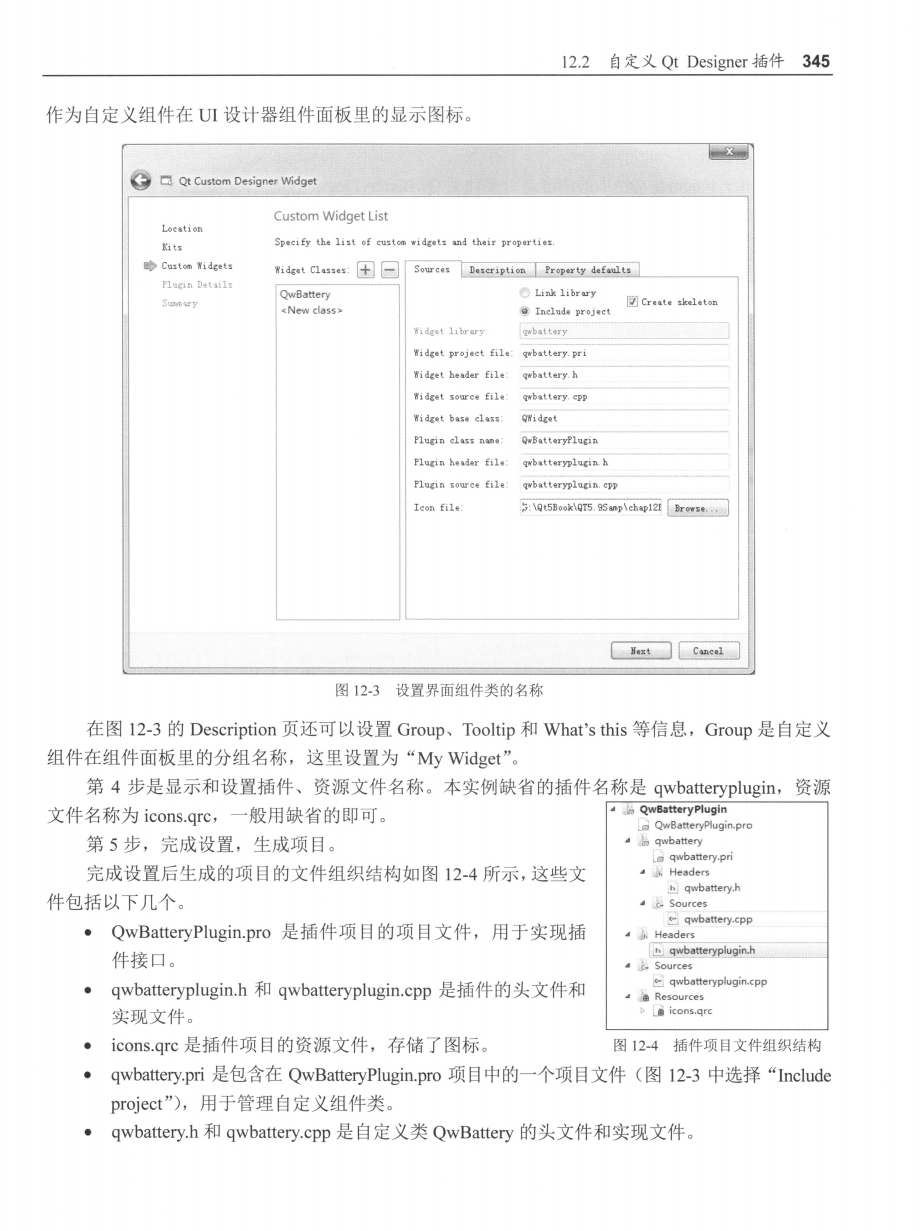 12.2 自定义 Qt Designer 插件 345
作为自定义组件在 UI 设计器组件面板里的显示图标。
Qt Custom Designer Widget
Location
Kits
Custom Widgets
Plugin Details
Summary
Custom Widget List
Specify the list of custom widgets and their properties.
Widget Classes:
QwBattery
<New class>
Sources Description Property defaults
Link library
Include project
Create skeleton
Widget library: qwbattery
Widget project file: qwbattery.pri
Widget header file: qwbattery.h
Widget source file: qwbattery.cpp
Widget base class: QWidget
Plugin class name: QwBatteryPlugin
Plugin header file: qwbatteryplugin.h
Plugin source file: qwbatteryplugin.cpp
Icon file: :\Qt5Book\QT5.9Samp\chap12 Browse...
Next Cancel
图 12-3 设置界面组件类的名称
在图 12-3 的 Description 页还可以设置 Group、Tooltip 和 What’s this 等信息，Group 是自定义
组件在组件面板里的分组名称，这里设置为“My Widget”。
第 4 步是显示和设置插件、资源文件名称。本实例缺省的插件名称是 qwbatteryplugin，资源
文件名称为 icons.qrc，一般用缺省的即可。
第 5 步，完成设置，生成项目。
完成设置后生成的项目的文件组织结构如图 12-4 所示，这些文
件包括以下几个。
• QwBatteryPlugin.pro 是插件项目的项目文件，用于实现插
件接口。
• qwbatteryplugin.h 和 qwbatteryplugin.cpp 是插件的头文件和
实现文件。
• icons.qrc 是插件项目的资源文件，存储了图标。
QwBatteryPlugin
QwBatteryPlugin.pro
qwbattery
qwbattery.pri
Headers
qwbattery.h
Sources
qwbattery.cpp
Headers
qwbatteryplugin.h
Sources
qwbatteryplugin.cpp
Resources
icons.qrc
图 12-4 插件项目文件组织结构
• qwbattery.pri 是包含在 QwBatteryPlugin.pro 项目中的一个项目文件（图 12-3 中选择“Include
project”），用于管理自定义组件类。
• qwbattery.h 和 qwbattery.cpp 是自定义类 QwBattery 的头文件和实现文件。